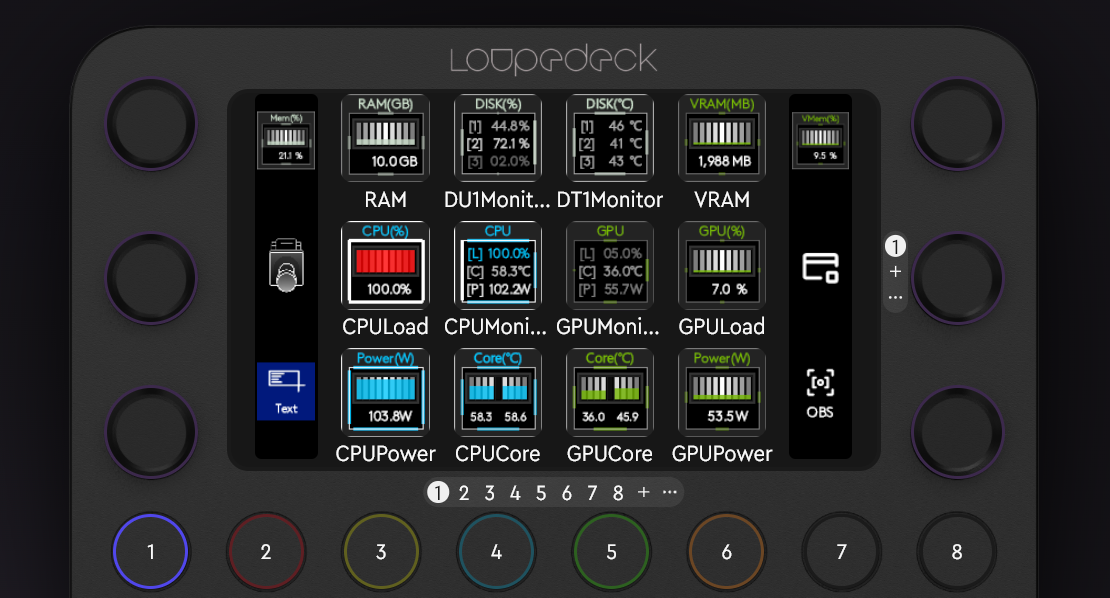 Loupedeck
Mem(%)
21.1 %
RAM(GB)
10.0GB
RAM
DISK(%)
[1] 44.8%
[2] 72.1%
[3] 02.0%
DU1Monit...
DISK(℃)
[1] 46 ℃
[2] 41 ℃
[3] 43 ℃
DT1Monitor
VRAM(MB)
1,988 MB
VRAM
VMem(%)
9.5 %
CPU(%)
100.0%
CPULoad
CPU
[L] 100.0%
[C] 58.3℃
[P] 102.2W
CPUMoni...
GPU
[L] 05.0%
[C] 36.0℃
[P] 55.7W
GPUMoni...
GPU(%)
7.0 %
GPULoad
1
+
...
Text
Power(W)
103.8W
CPUPower
Core(℃)
58.3 58.6
CPUCore
Core(℃)
36.0 45.9
GPUCore
Power(W)
53.5W
GPUPower
OBS
1 2 3 4 5 6 7 8 + ...
1 2 3 4 5 6 7 8